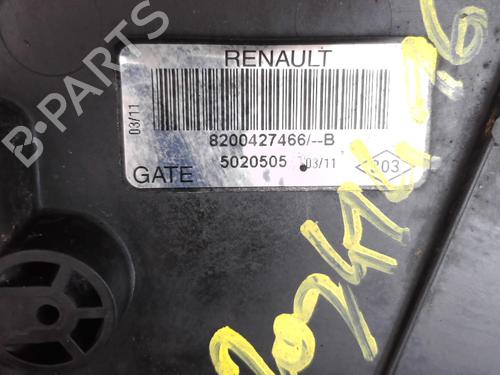 B-PARTS
RENAULT
03/11
8200427466/--B
5020505 03/11 203
GATE